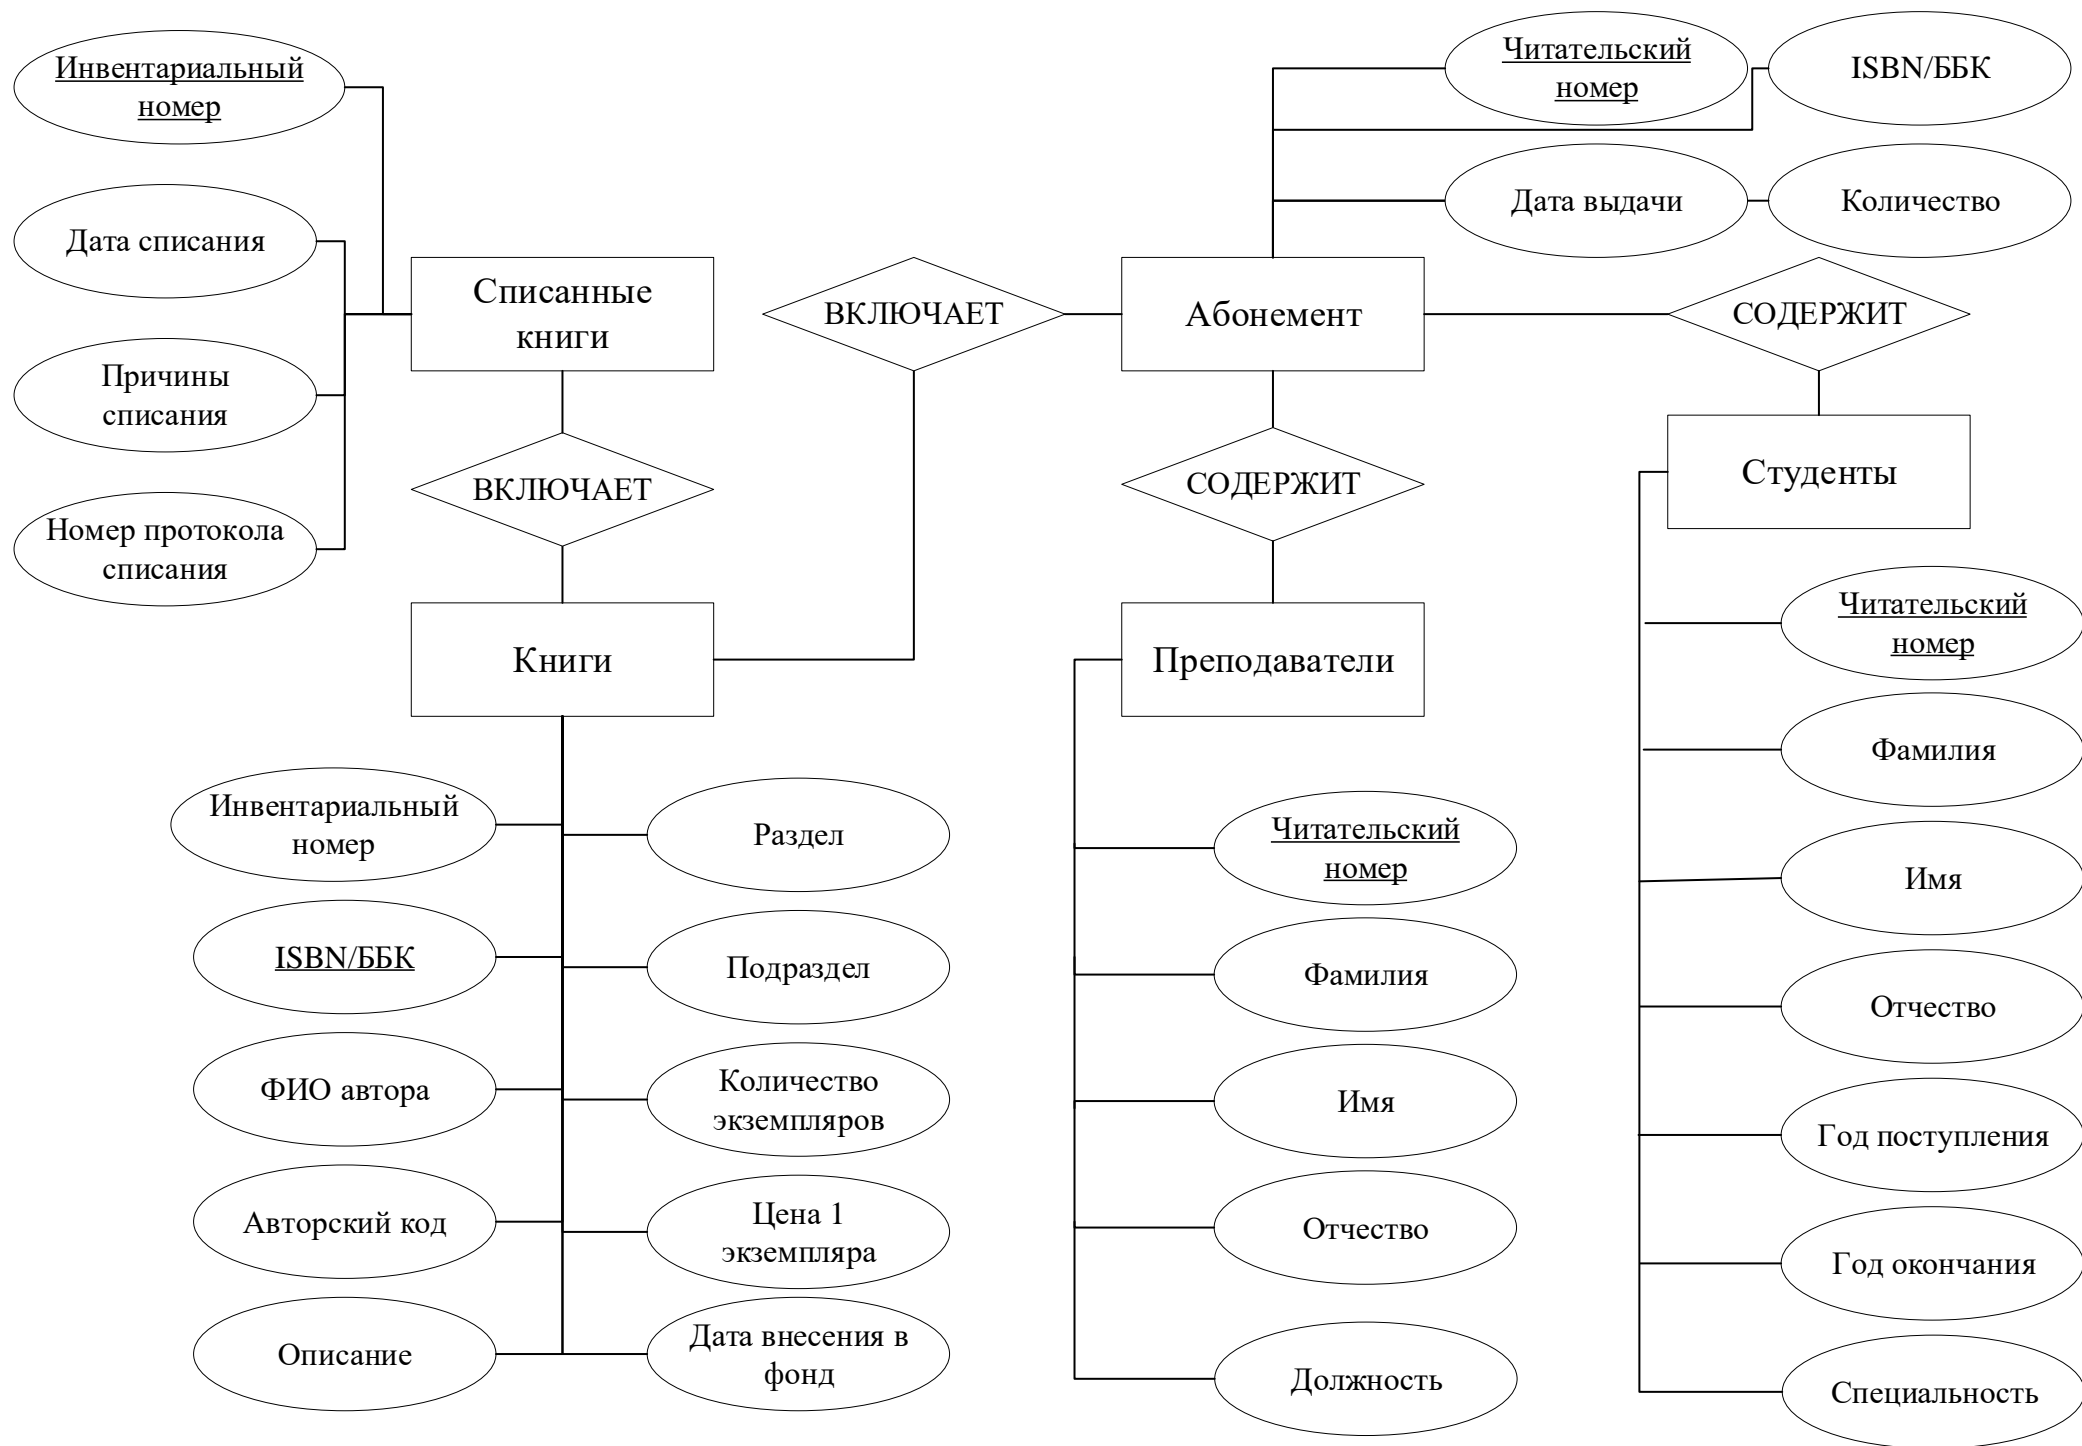 Инвентариальный
номер
Дата списания
Причины
списания
Номер протокола
списания
Списанные
книги
ВКЛЮЧАЕТ
Книги
Инвентариальный
номер
ISBN/ББК
ФИО автора
Авторский код
Описание
Раздел
Подраздел
Количество
экземпляров
Цена 1
экземпляра
Дата внесения в
фонд
ВКЛЮЧАЕТ
Абонемент
Читательский
номер
ISBN/ББК
Дата выдачи
Количество
СОДЕРЖИТ
Преподаватели
Читательский
номер
Фамилия
Имя
Отчество
Должность
СОДЕРЖИТ
Студенты
Читательский
номер
Фамилия
Имя
Отчество
Год поступления
Год окончания
Специальность